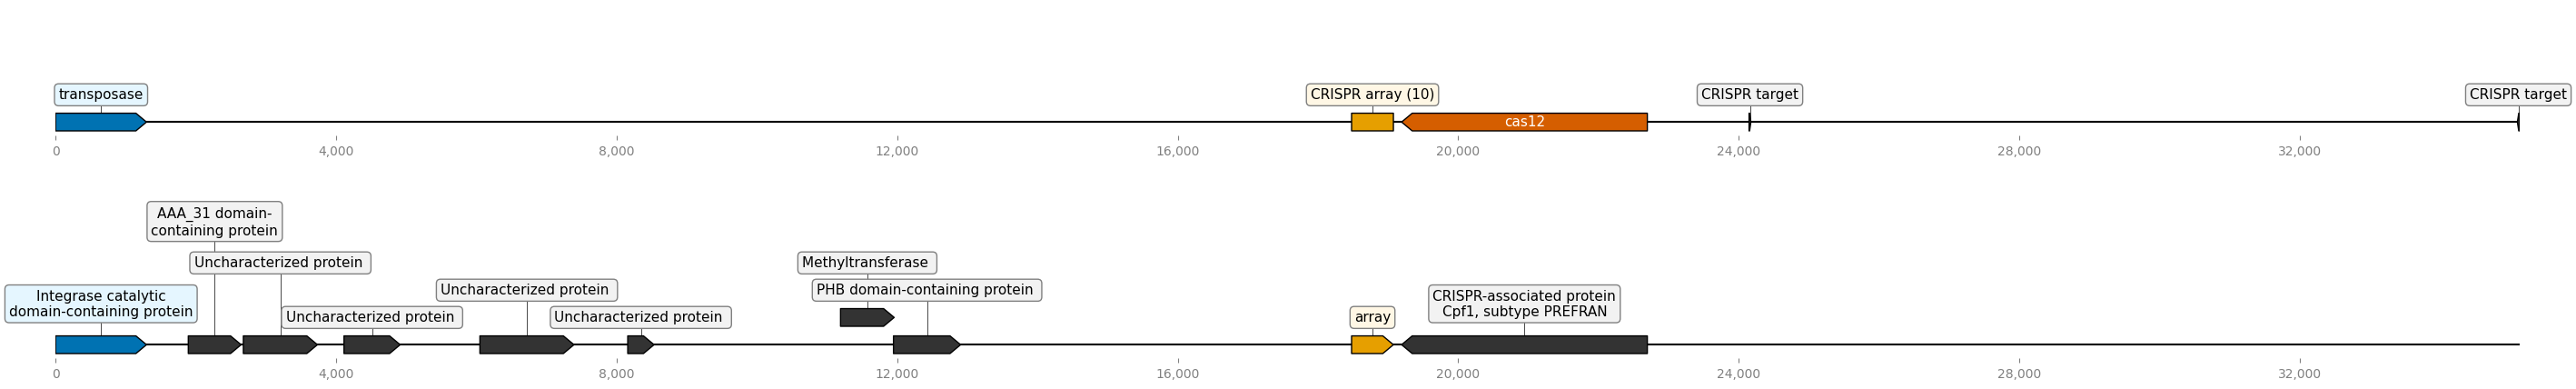 transposase
CRISPR array (10)
CRISPR target
CRISPR target
cas12
0
4,000
8,000
12,000
16,000
20,000
24,000
28,000
32,000
AAA_31 domain-
containing protein
Uncharacterized protein
Methyltransferase
Uncharacterized protein
PHB domain-containing protein
Integrase catalytic
domain-containing protein
Uncharacterized protein
Uncharacterized protein
array
CRISPR-associated protein
Cpf1, subtype PREFRAN
0
4,000
8,000
12,000
16,000
20,000
24,000
28,000
32,000